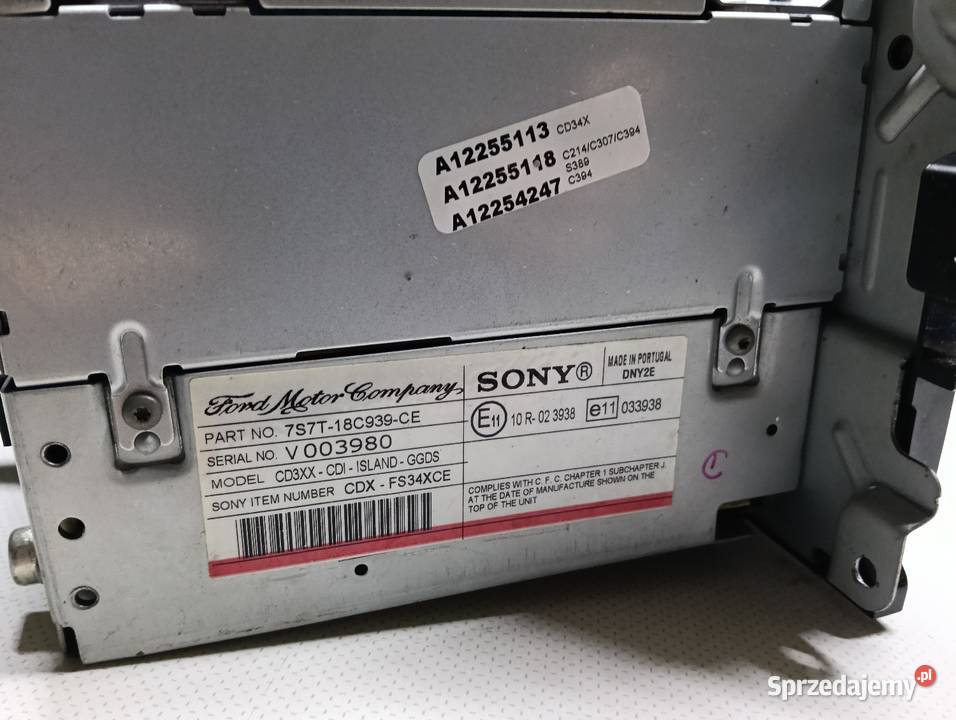 A12255113 CD34X
A12255118 C214/C307/C394
S389
A12254247 C394
Ford Motor Company
SONY®
MADE IN PORTUGAL
DNY2E
PART NO. 7S7T-18C939-CE
SERIAL NO. V003980
MODEL CD3XX - CDI - ISLAND - GGDS
SONY ITEM NUMBER CDX - FS34XCE
E11 10 R- 02 3938 e11 033938
COMPLIES WITH C. F. C. CHAPTER 1 SUBCHAPTER J.
AT THE DATE OF MANUFACTURE SHOWN ON THE
TOP OF THE UNIT
Sprzedajemy.pl